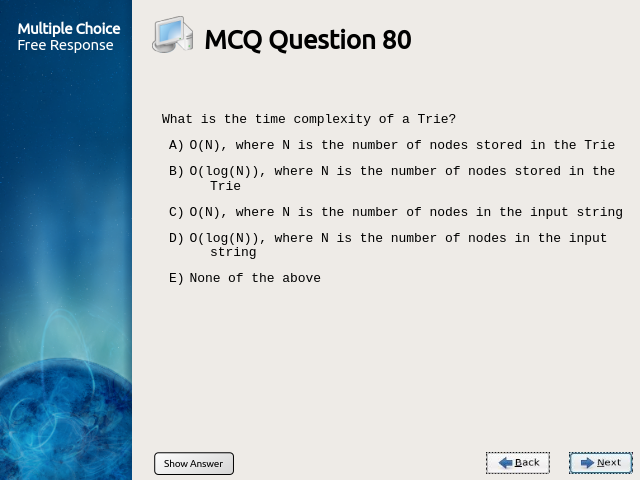 Multiple Choice
Free Response
MCQ Question 80
What is the time complexity of a Trie?
A) O(N), where N is the number of nodes stored in the Trie
B) O(log(N)), where N is the number of nodes stored in the
Trie
C) O(N), where N is the number of nodes in the input string
D) O(log(N)), where N is the number of nodes in the input
string
E) None of the above
Show Answer
Back
Next